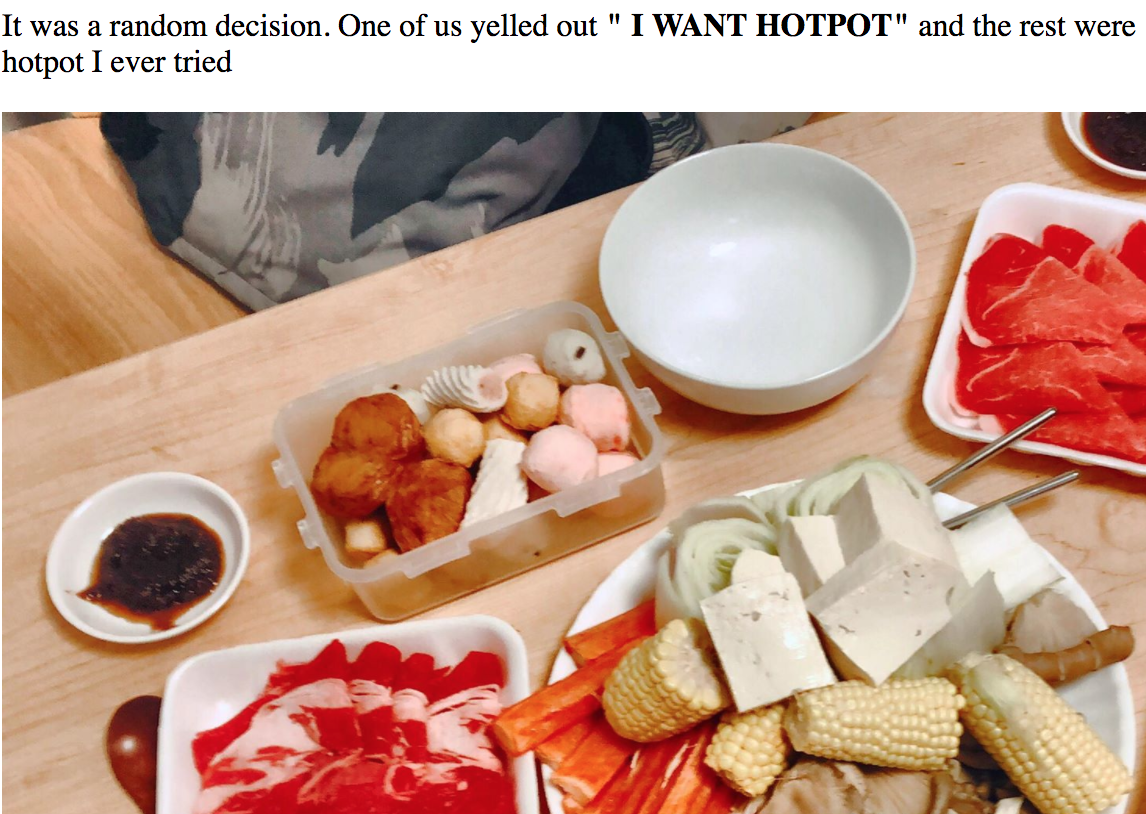 It was a random decision. One of us yelled out " I WANT HOTPOT" and the rest were
hotpot I ever tried